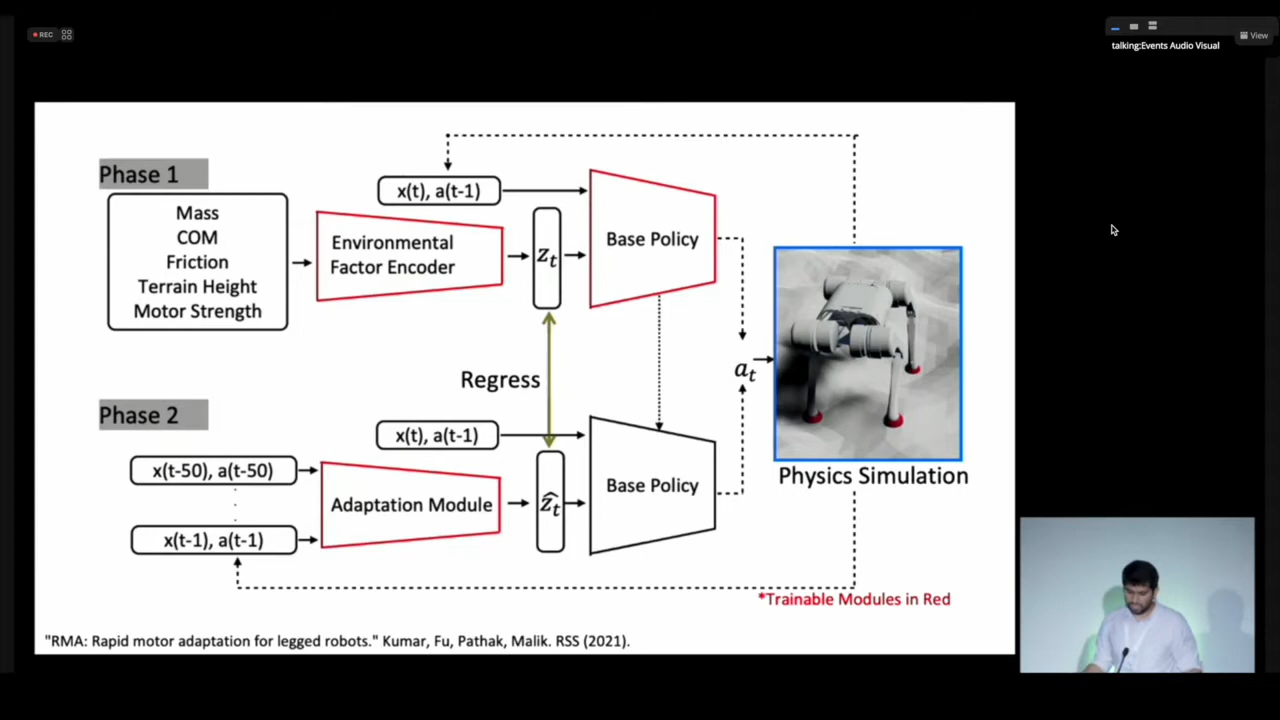 REC
View
talking:Events Audio Visual
Phase 1
Mass
COM
Friction
Terrain Height
Motor Strength
Environmental
Factor Encoder
x(t), a(t-1)
z_t
Base Policy
a_t
Physics Simulation
Regress
Phase 2
x(t-50), a(t-50)
.
.
x(t-1), a(t-1)
Adaptation Module
x(t), a(t-1)
ẑ_t
Base Policy
*Trainable Modules in Red
"RMA: Rapid motor adaptation for legged robots." Kumar, Fu, Pathak, Malik. RSS (2021).